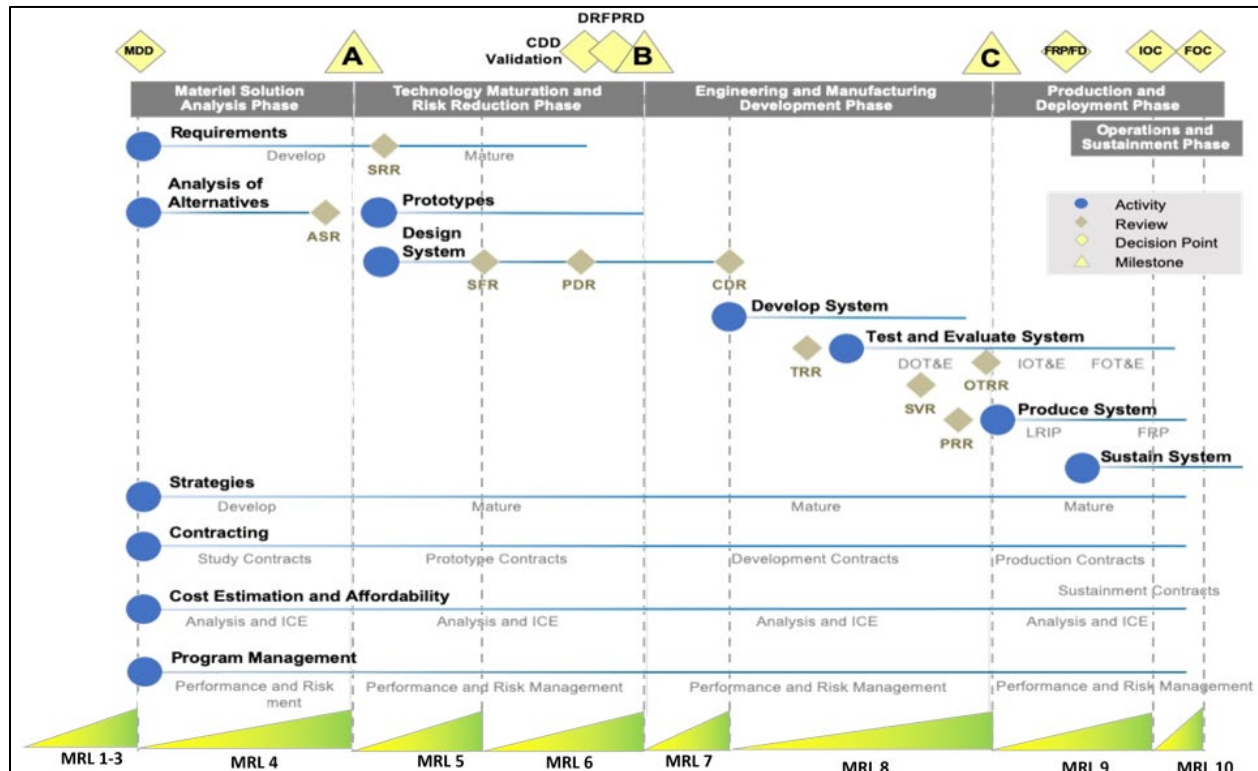 DRFPRD
MDD
A
CDD
Validation
B
C
FRP/FD
IOC
FOC
Materiel Solution
Analysis Phase
Technology Maturation and
Risk Reduction Phase
Engineering and Manufacturing
Development Phase
Production and
Deployment Phase
Operations and
Sustainment Phase
Requirements
Develop
SRR
Mature
Analysis of
Alternatives
ASR
Prototypes
Design
System
SFR
PDR
CDR
Activity
Review
Decision Point
Milestone
Develop System
Test and Evaluate System
TRR
DOT&E
OTRR
IOT&E
FOT&E
SVR
PRR
Produce System
LRIP
FRP
Sustain System
Strategies
Develop
Mature
Mature
Mature
Contracting
Study Contracts
Prototype Contracts
Development Contracts
Production Contracts
Sustainment Contracts
Cost Estimation and Affordability
Analysis and ICE
Analysis and ICE
Analysis and ICE
Analysis and ICE
Program Management
Performance and Risk
ment
Performance and Risk Management
Performance and Risk Management
Performance and Risk Management
MRL 1-3
MRL 4
MRL 5
MRL 6
MRL 7
MRL 8
MRL 9
MRL 10